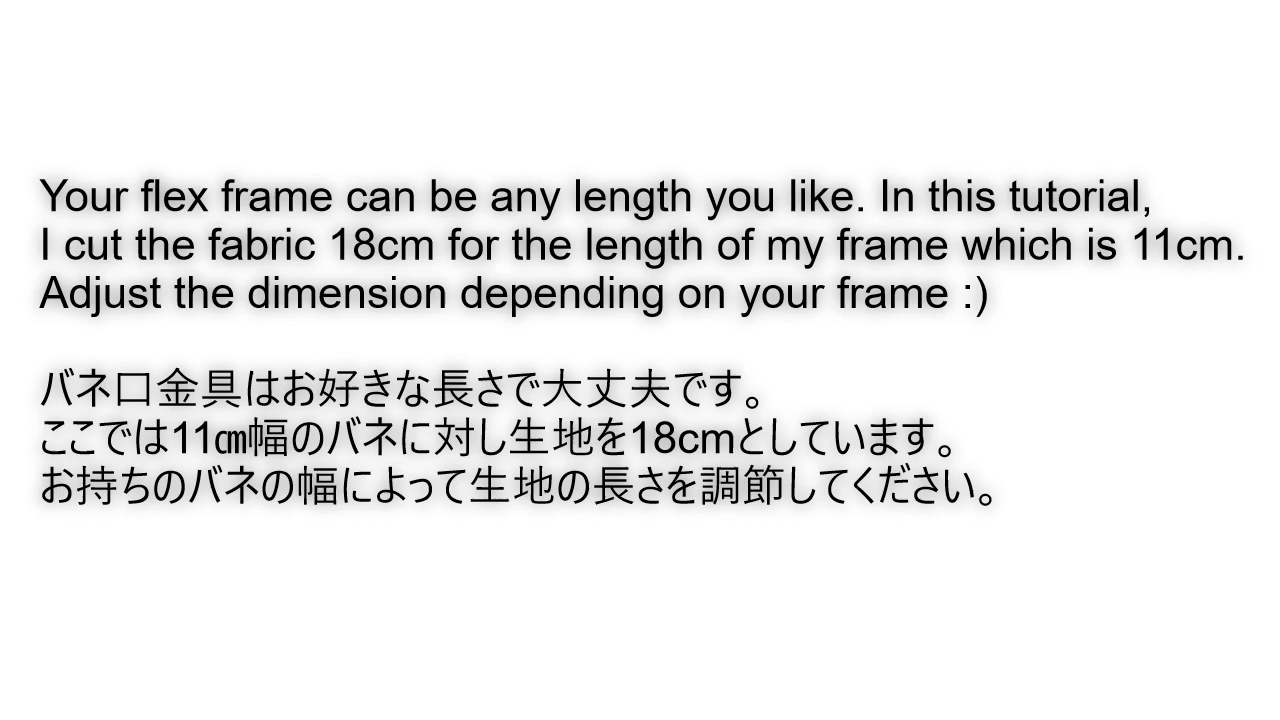 Your flex frame can be any length you like. In this tutorial,
I cut the fabric 18cm for the length of my frame which is 11cm.
Adjust the dimension depending on your frame :)
バネ口金具はお好きな長さで大丈夫です。
ここでは11㎝幅のバネに対し生地を18cmとしています。
お持ちのバネの幅によって生地の長さを調節してください。